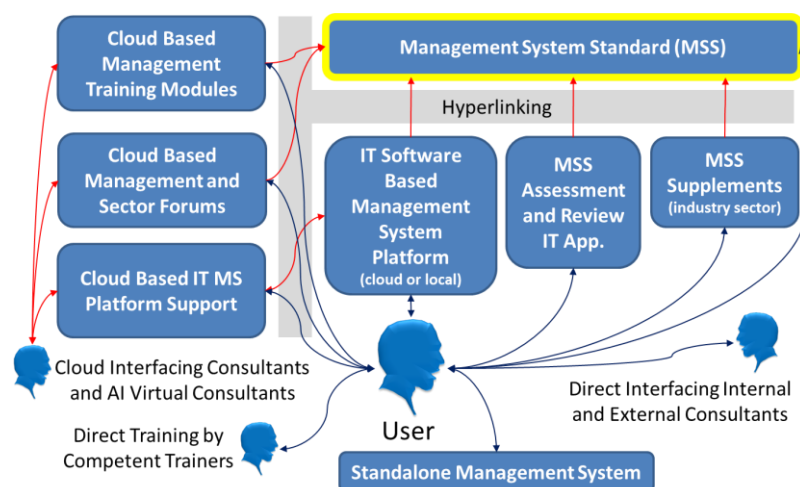 Cloud Based
Management
Training Modules
Management System Standard (MSS)
Hyperlinking
Cloud Based
Management and
Sector Forums
IT Software
Based
Management
System
Platform
(cloud or local)
MSS
Assessment
and Review
IT App.
MSS
Supplements
(industry sector)
Cloud Based IT MS
Platform Support
Cloud Interfacing Consultants
and AI Virtual Consultants
Direct Interfacing Internal
and External Consultants
User
Direct Training by
Competent Trainers
Standalone Management System